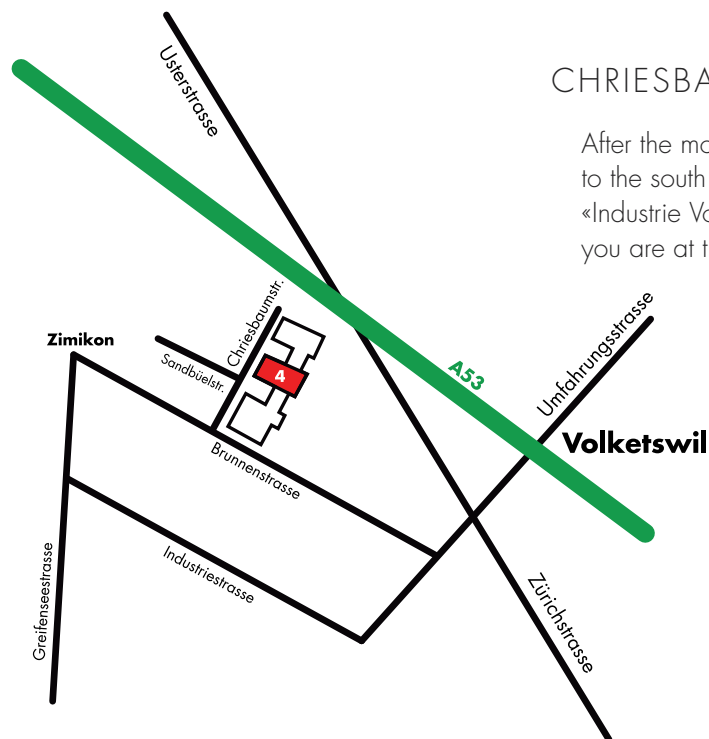 Usterstrasse
CHRIESBA
After the mo
to the south
«Industrie Vo
you are at t
Chriesbaumstr.
Umfahrungsstrasse
Zimikon
Sandbüelstr.
4
A53
Volketswil
Brunnenstrasse
Industriestrasse
Greifenseestrasse
Zürichstrasse